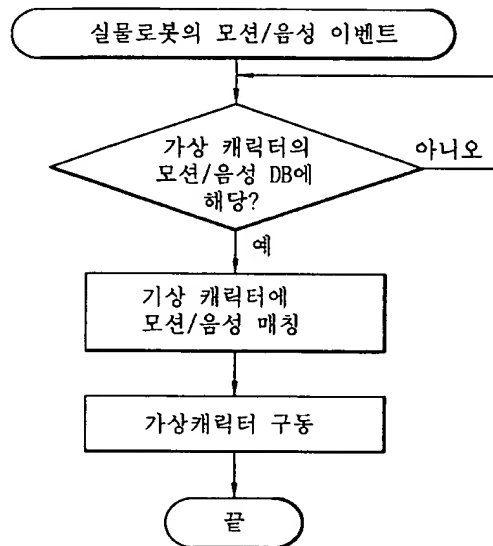 실물로봇의 모션/음성 이벤트
가상 캐릭터의
모션/음성 DB에
해당?
아니오
예
기상 캐릭터에
모션/음성 매칭
가상캐릭터 구동
끝